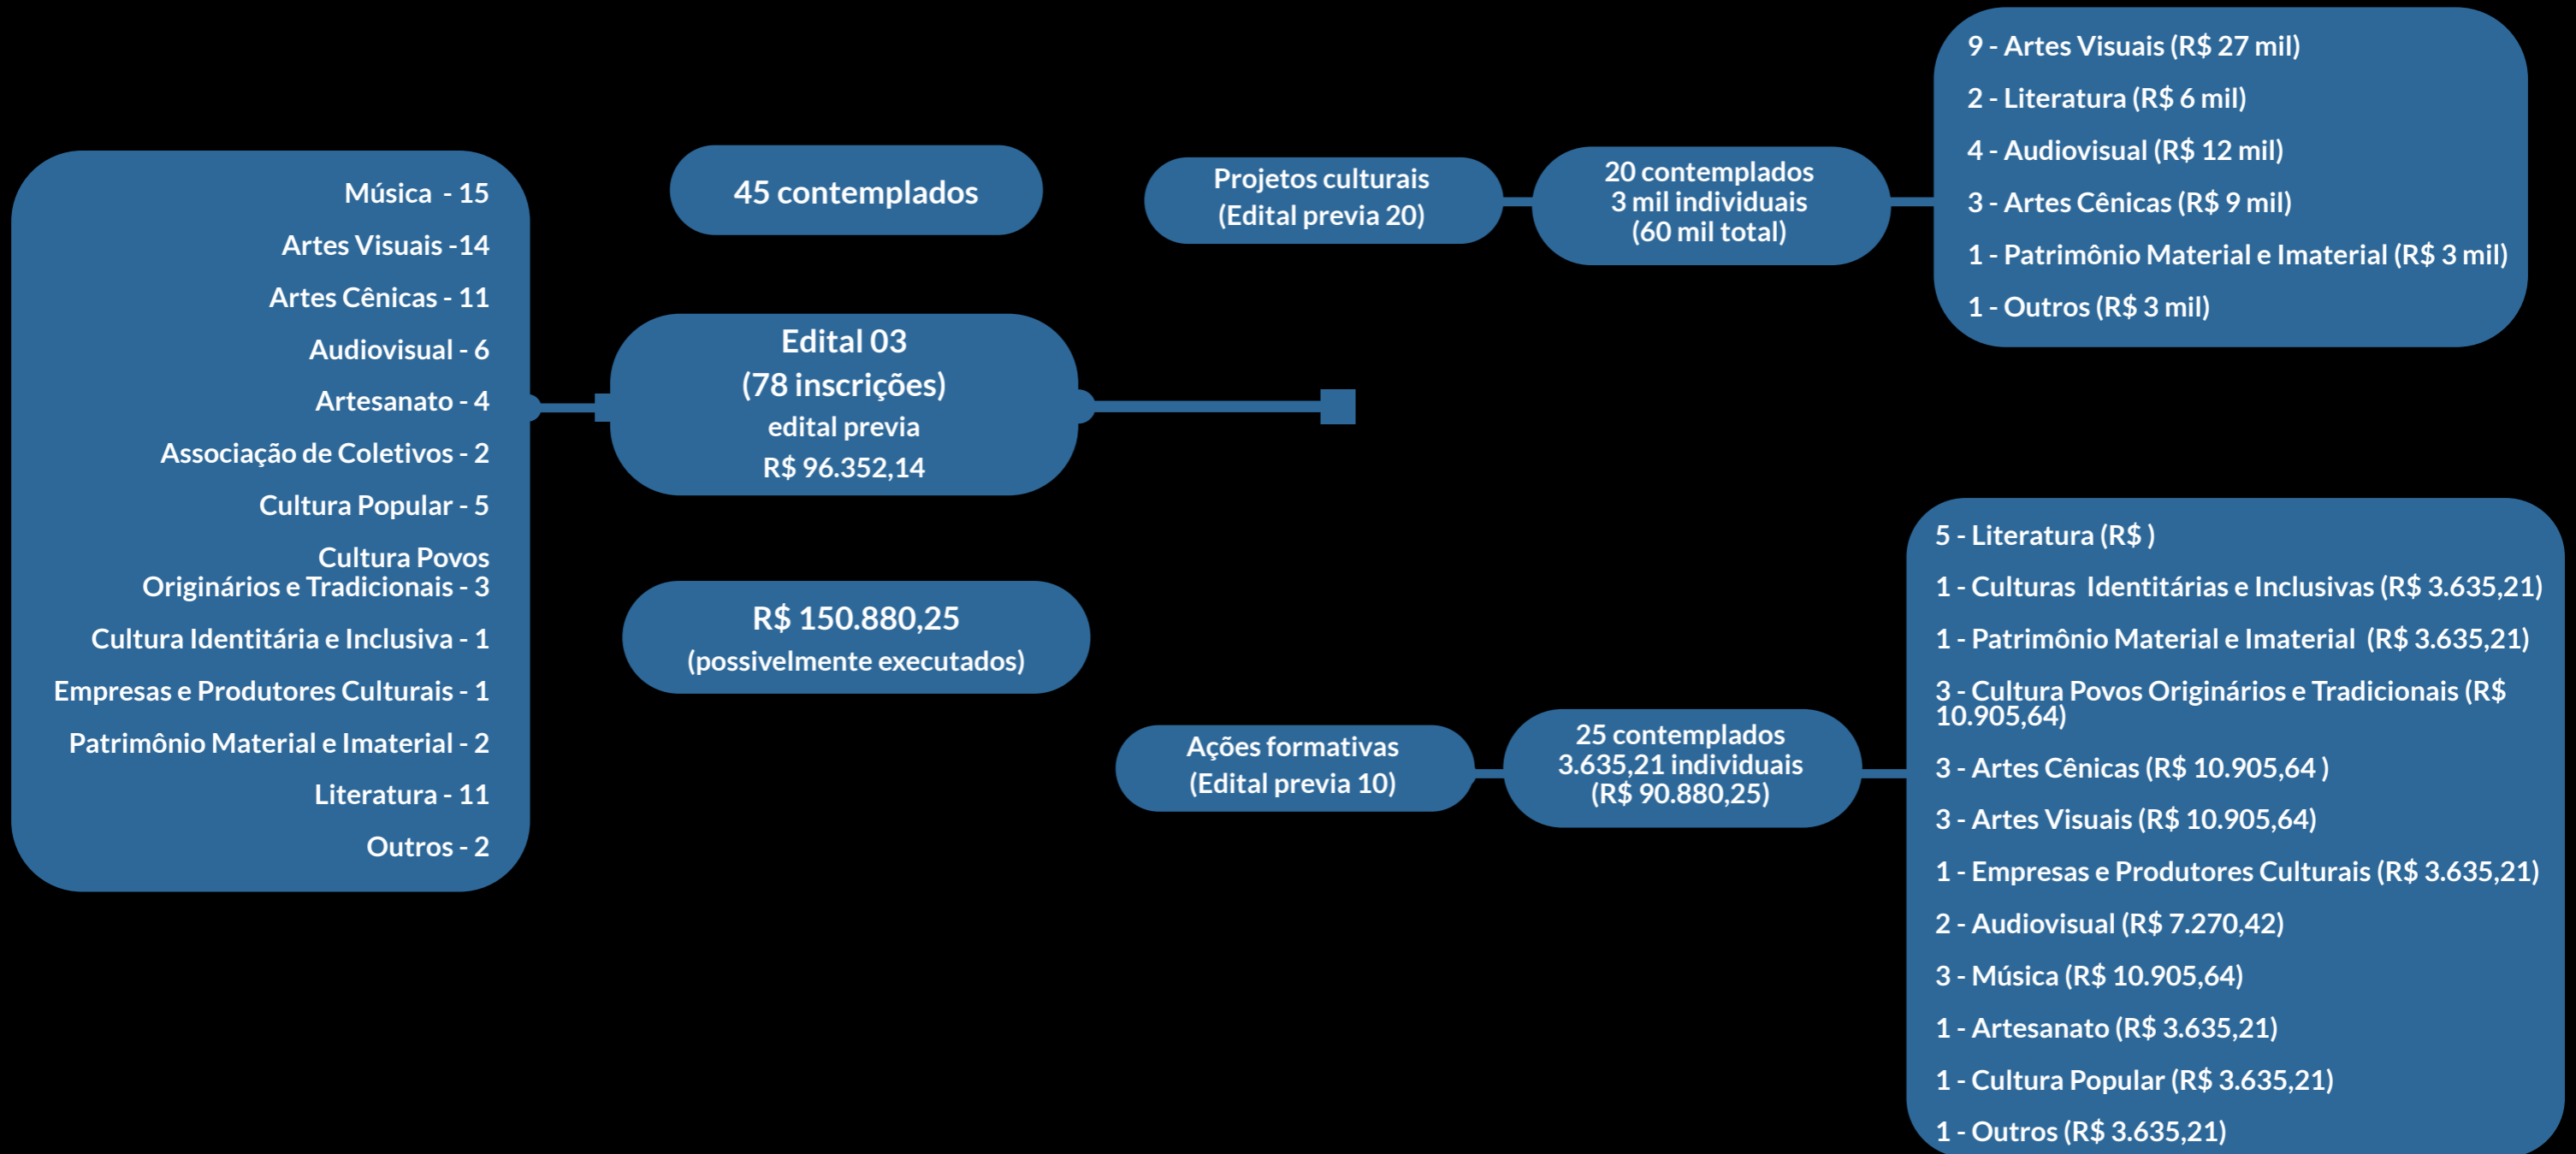 Música - 15
Artes Visuais -14
Artes Cênicas - 11
Audiovisual - 6
Artesanato - 4
Associação de Coletivos - 2
Cultura Popular - 5
Cultura Povos
Originários e Tradicionais - 3
Cultura Identitária e Inclusiva - 1
Empresas e Produtores Culturais - 1
Patrimônio Material e Imaterial - 2
Literatura - 11
Outros - 2
45 contemplados
Edital 03
(78 inscrições)
edital previa
R$ 96.352,14
R$ 150.880,25
(possivelmente executados)
Projetos culturais
(Edital previa 20)
20 contemplados
3 mil individuais
(60 mil total)
9 - Artes Visuais (R$ 27 mil)
2 - Literatura (R$ 6 mil)
4 - Audiovisual (R$ 12 mil)
3 - Artes Cênicas (R$ 9 mil)
1 - Patrimônio Material e Imaterial (R$ 3 mil)
1 - Outros (R$ 3 mil)
Ações formativas
(Edital previa 10)
25 contemplados
3.635,21 individuais
(R$ 90.880,25)
5 - Literatura (R$ )
1 - Culturas Identitárias e Inclusivas (R$ 3.635,21)
1 - Patrimônio Material e Imaterial (R$ 3.635,21)
3 - Cultura Povos Originários e Tradicionais (R$
10.905,64)
3 - Artes Cênicas (R$ 10.905,64 )
3 - Artes Visuais (R$ 10.905,64)
1 - Empresas e Produtores Culturais (R$ 3.635,21)
2 - Audiovisual (R$ 7.270,42)
3 - Música (R$ 10.905,64)
1 - Artesanato (R$ 3.635,21)
1 - Cultura Popular (R$ 3.635,21)
1 - Outros (R$ 3.635,21)